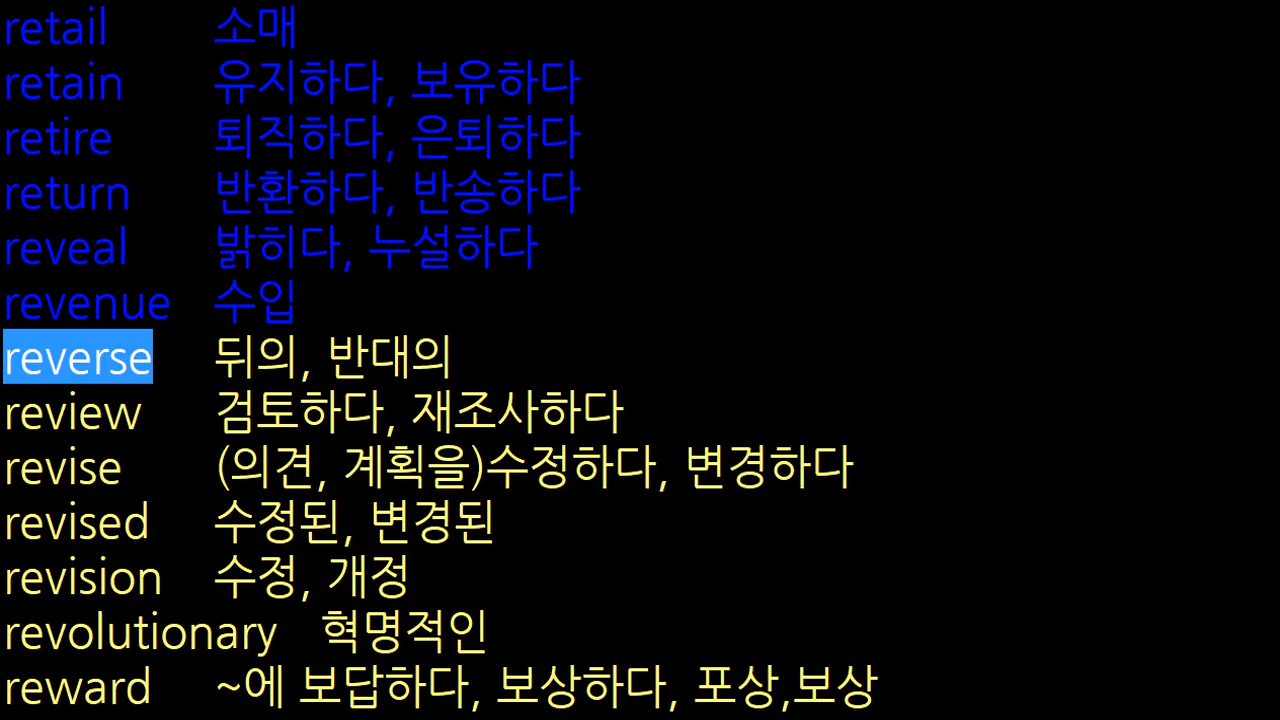 retail 소매
retain 유지하다, 보유하다
retire 퇴직하다, 은퇴하다
return 반환하다, 반송하다
reveal 밝히다, 누설하다
revenue 수입
reverse 뒤의, 반대의
review 검토하다, 재조사하다
revise (의견, 계획을)수정하다, 변경하다
revised 수정된, 변경된
revision 수정, 개정
revolutionary 혁명적인
reward ~에 보답하다, 보상하다, 포상,보상